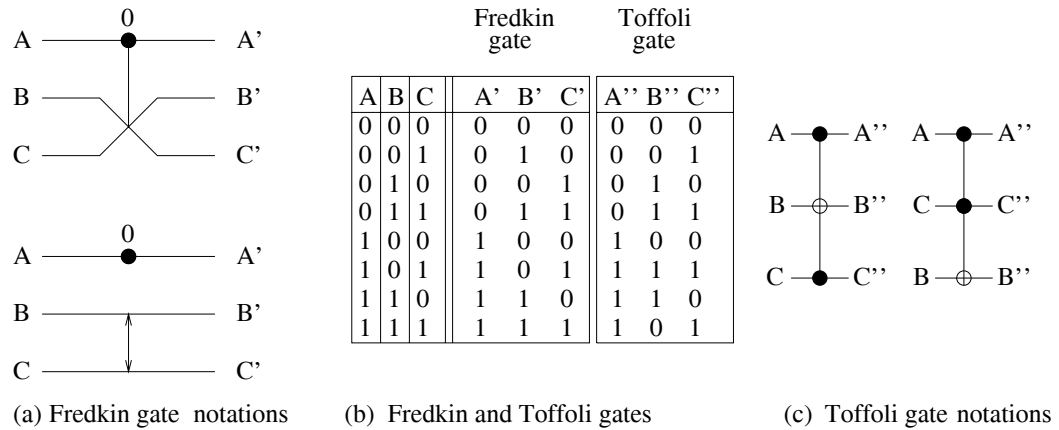 0
A A'
B B'
C C'
0
A A'
B B'
C C'
(a) Fredkin gate notations
Fredkin gate Toffoli gate
A B C A' B' C' A'' B'' C''
0 0 0 0 0 0 0 0 0
0 0 1 0 1 0 0 0 1
0 1 0 0 0 1 0 1 0
0 1 1 0 1 1 0 1 1
1 0 0 1 0 0 1 0 0
1 0 1 1 0 1 1 1 1
1 1 0 1 1 0 1 1 0
1 1 1 1 1 1 1 0 1
(b) Fredkin and Toffoli gates
A A'' A A''
B B'' C C''
C C'' B B''
(c) Toffoli gate notations